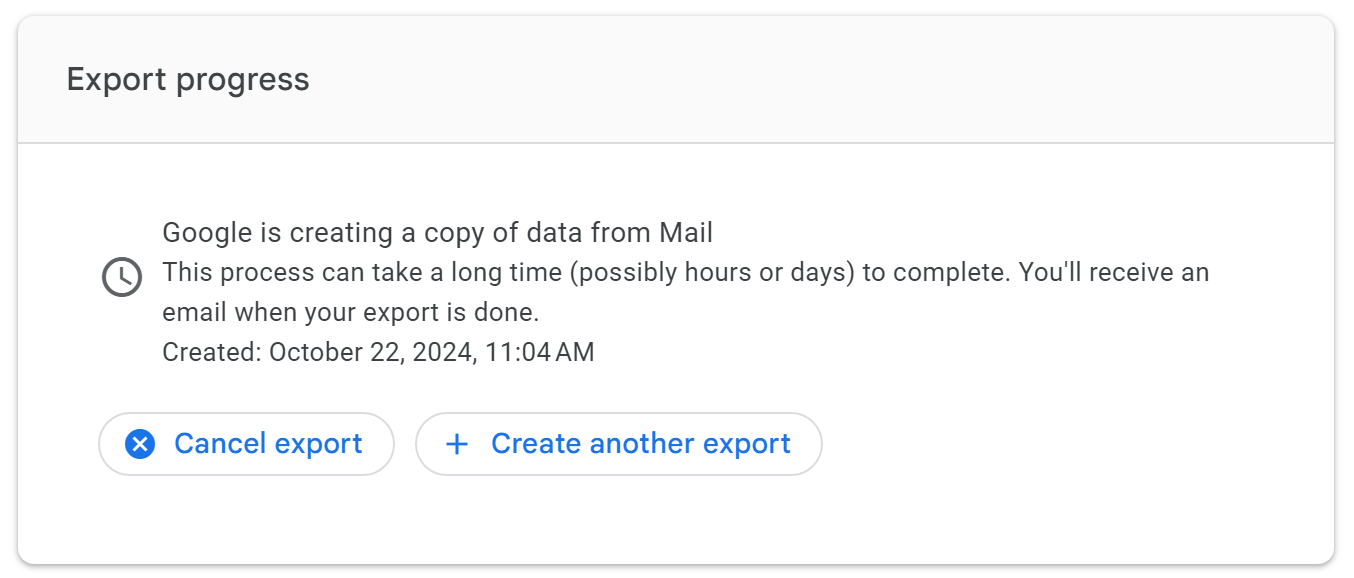 Export progress
Google is creating a copy of data from Mail
This process can take a long time (possibly hours or days) to complete. You'll receive an
email when your export is done.
Created: October 22, 2024, 11:04 AM
Cancel export
Create another export